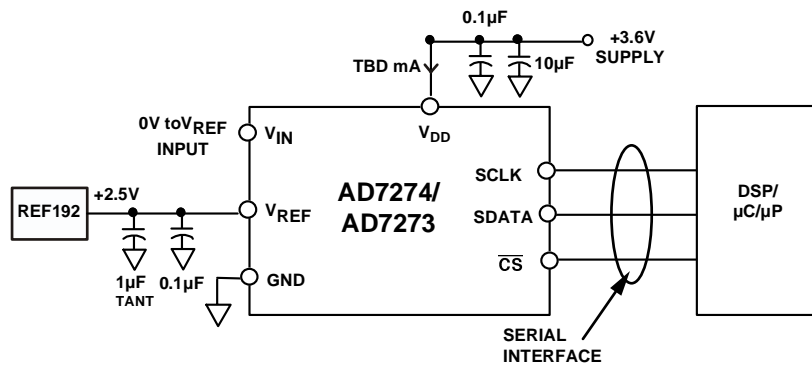 0.1µF
+3.6V
SUPPLY
TBD mA
10µF
0V toVREF
INPUT
VIN
VDD
AD7274/
AD7273
SCLK
DSP/
µC/µP
REF192
+2.5V
VREF
SDATA
1µF
TANT
0.1µF
GND
CS
SERIAL
INTERFACE